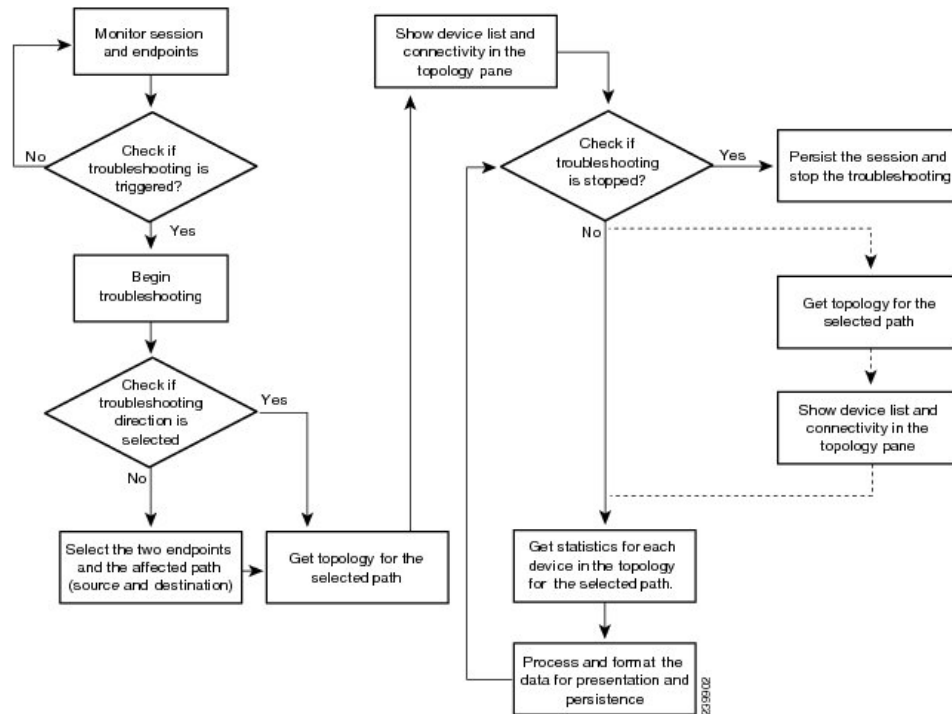 Monitor session
and endpoints
No
Check if
troubleshooting is
triggered?
Yes
Begin
troubleshooting
Check if
troubleshooting
direction is
selected
Yes
No
Select the two endpoints
and the affected path
(source and destination)
Get topology for the
selected path
Show device list and
connectivity in the
topology pane
Check if
troubleshooting
is stopped?
Yes
Persist the session and
stop the troubleshooting
No
Get topology for the
selected path
Show device list and
connectivity in the
topology pane
Get statistics for each
device in the topology
for the selected path.
Process and format the
data for presentation and
persistence
239902